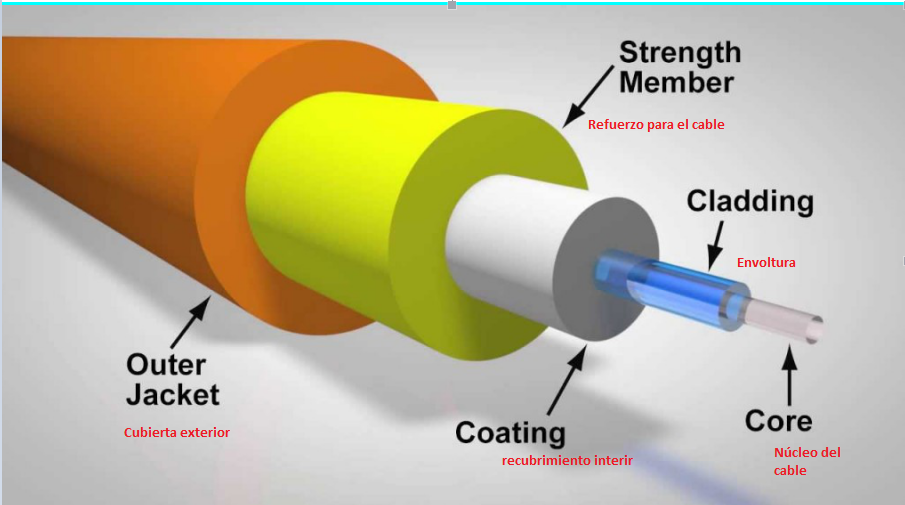 Strength
Member
Refuerzo para el cable
Cladding
Envoltura
Outer
Jacket
Cubierta exterior
Coating
recubrimiento interir
Core
Núcleo del
cable